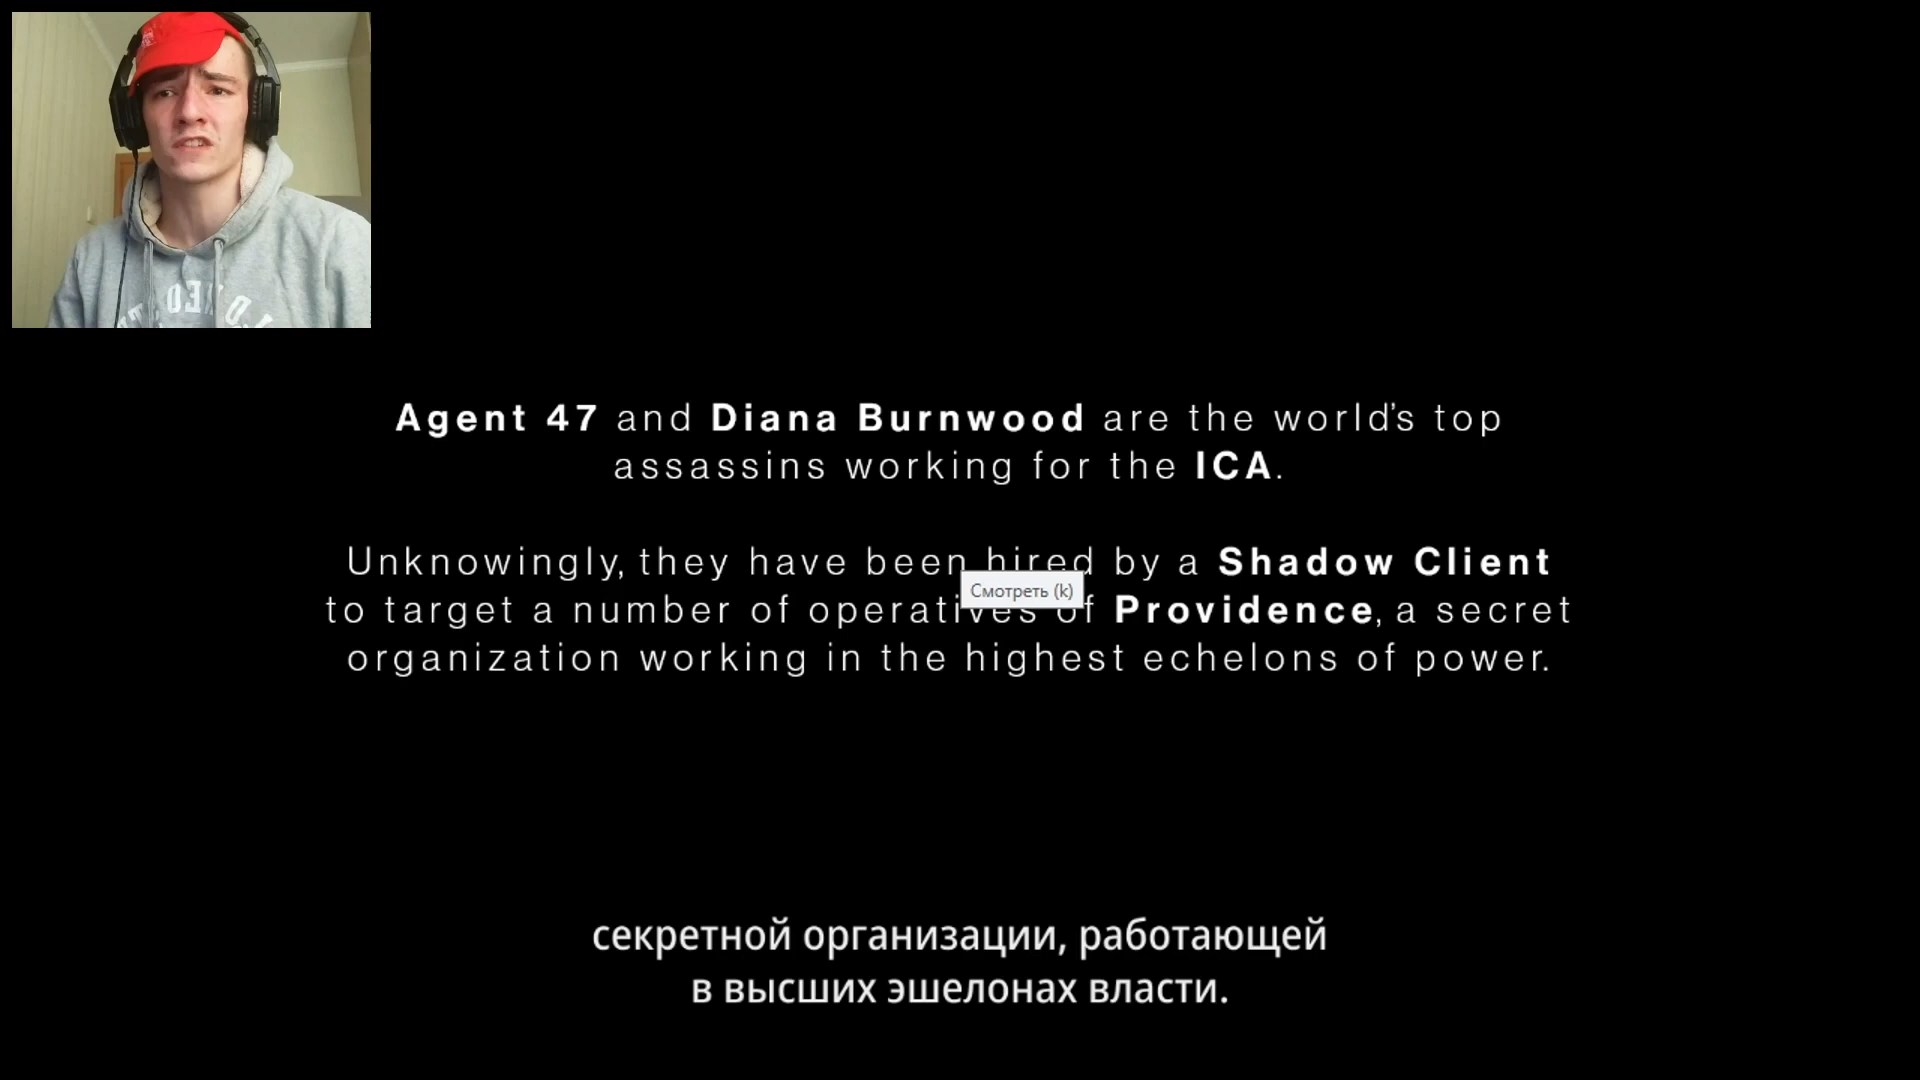 Agent 47 and Diana Burnwood are the world's top
assassins working for the ICA.
Unknowingly, they have been hired by a Shadow Client
Смотреть (k)
to target a number of operatives of Providence, a secret
organization working in the highest echelons of power.
секретной организации, работающей
в высших эшелонах власти.